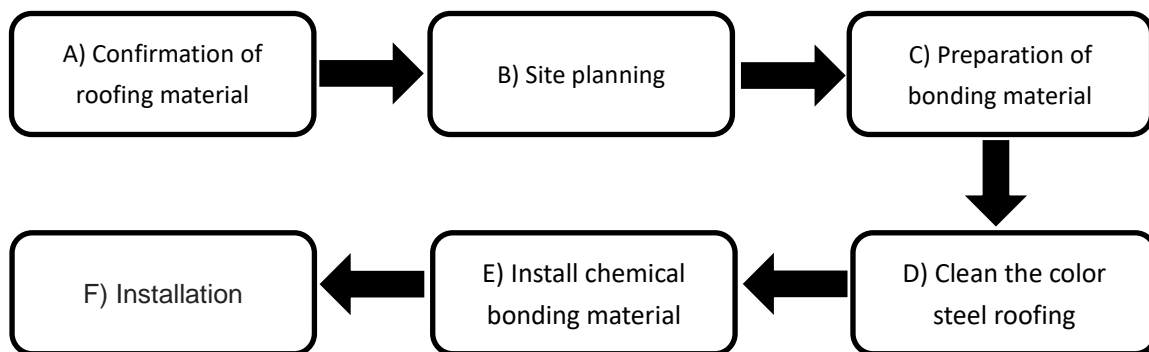 A) Confirmation of
roofing material
B) Site planning
C) Preparation of
bonding material
D) Clean the color
steel roofing
E) Install chemical
bonding material
F) Installation